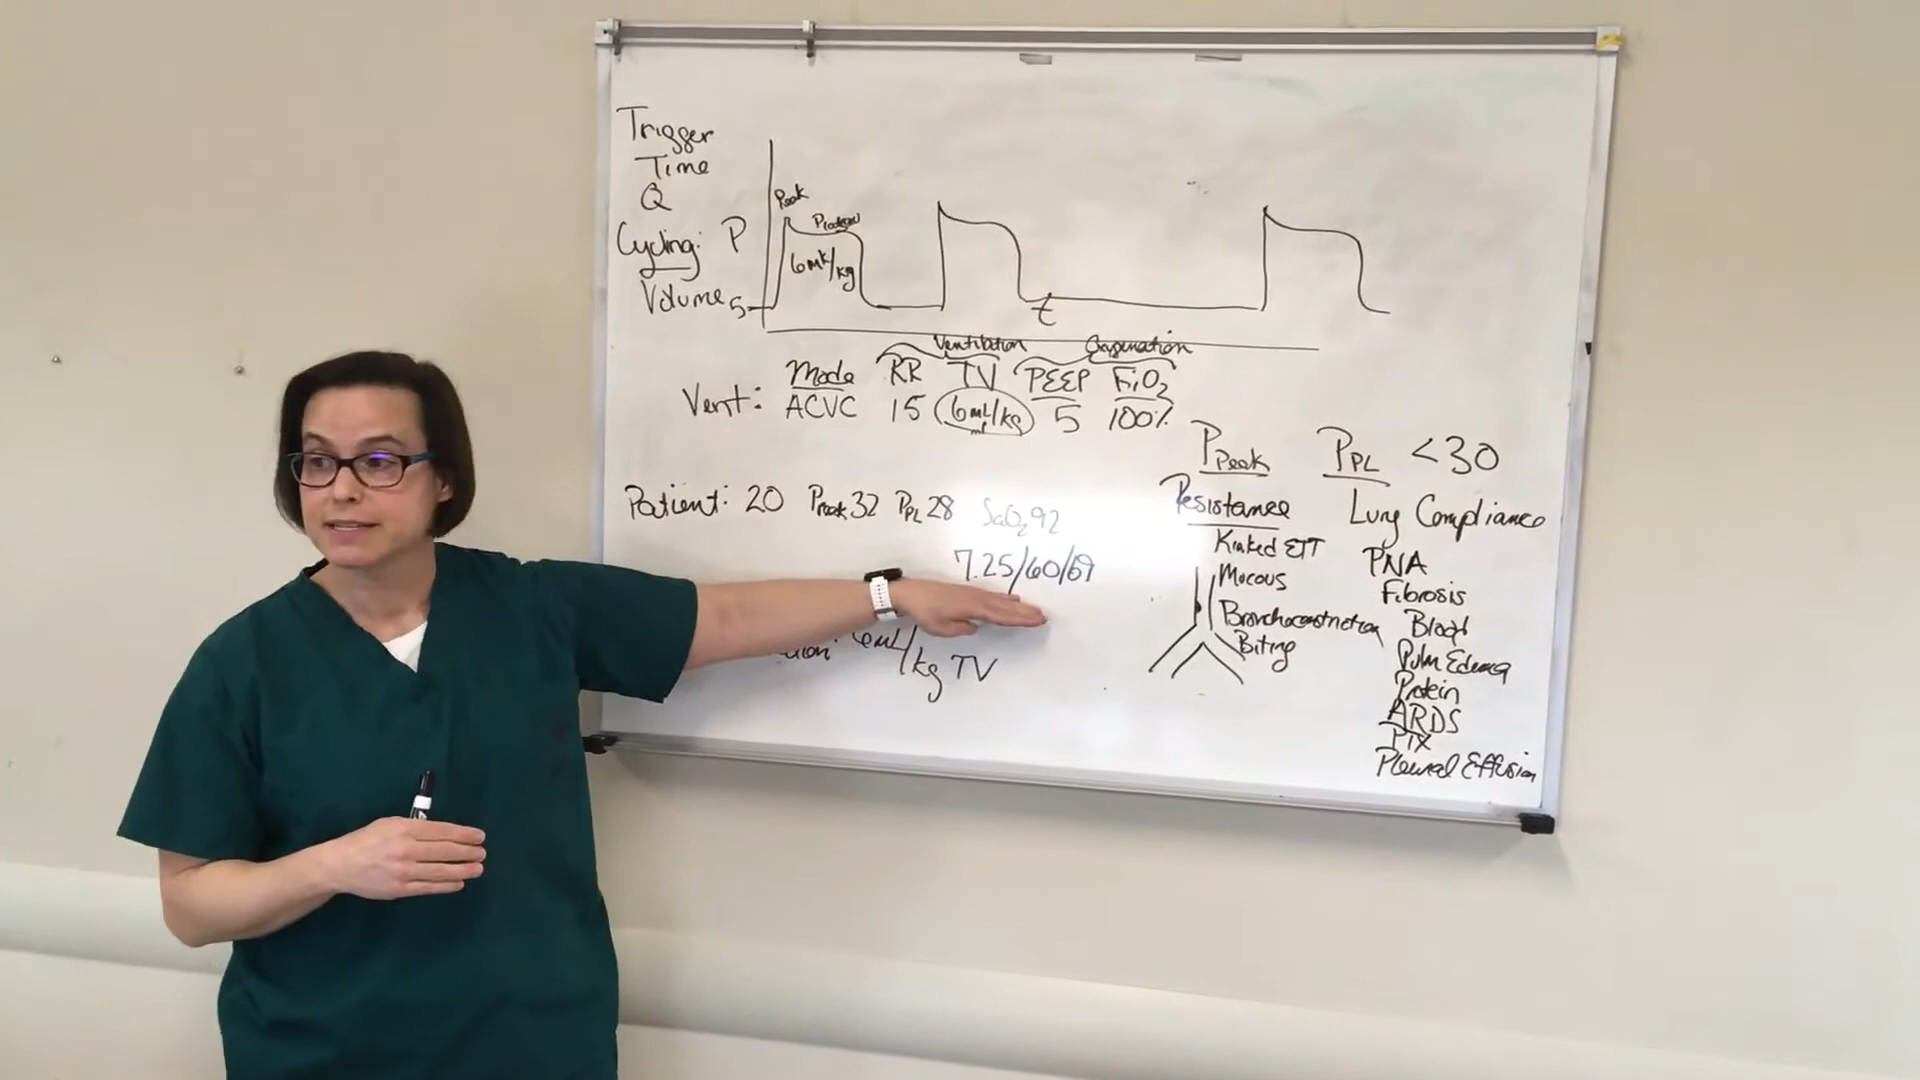 Trigger
Time
Q
Cycling: P
Volume 5
Peak
Plateau
6mL/kg
t
Ventilation Oxygenation
Mode RR TV PEEP FiO2
Vent: ACVC 15 6mL/kg 5 100%
Patient: 20 Ppeak 32 PPL 28 SaO2 92
7.25/60/69
6mL/kg TV
PPeak
Resistance
Kinked ETT
Mucous
Bronchoconstriction
Biting
PPL <30
Lung Compliance
PNA
Fibrosis
Blood
Pulm Edema
Protein
ARDS
PTX
Pleural Effusion